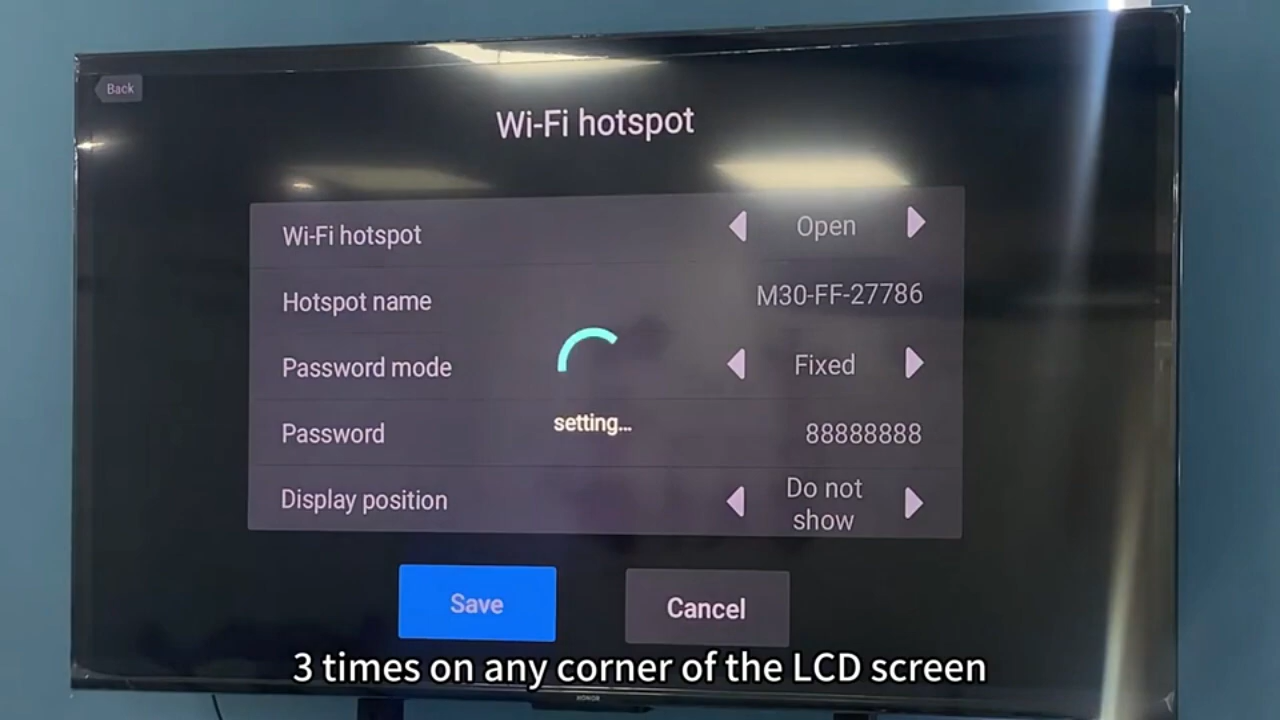 Back
Wi-Fi hotspot
Wi-Fi hotspot
Open
Hotspot name
M30-FF-27786
Password mode
Fixed
setting...
Password
88888888
Display position
Do not
show
Save
Cancel
3 times on any corner of the LCD screen
HONOR